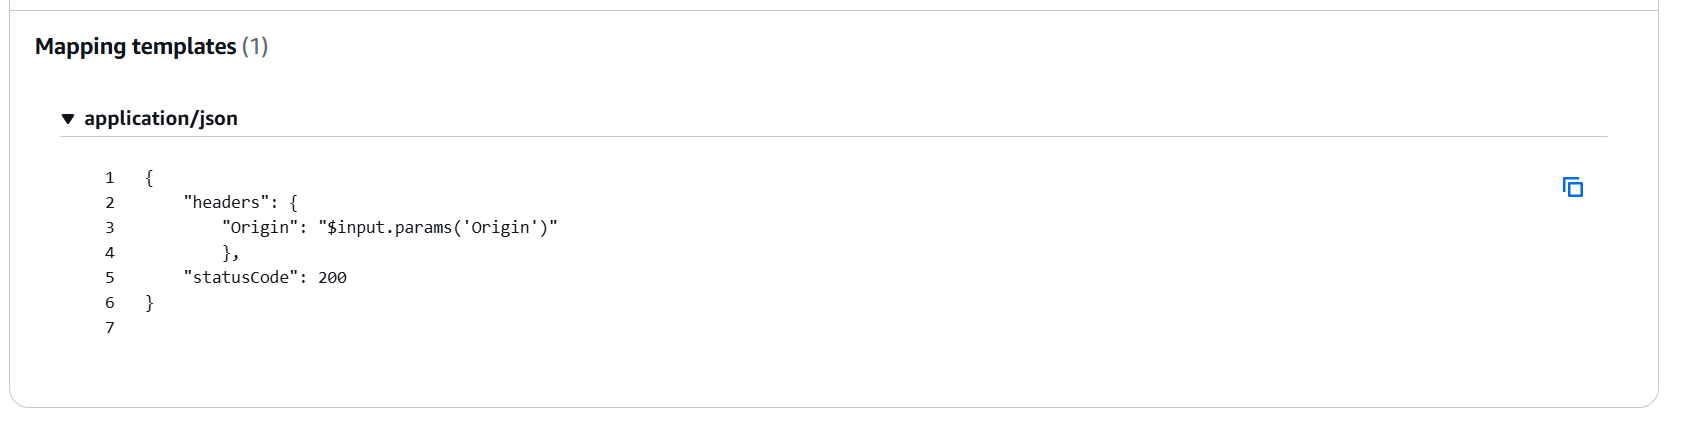 Mapping templates (1)
application/json
1 {
2     "headers": {
3         "Origin": "$input.params('Origin')"
4         },
5     "statusCode": 200
6 }
7